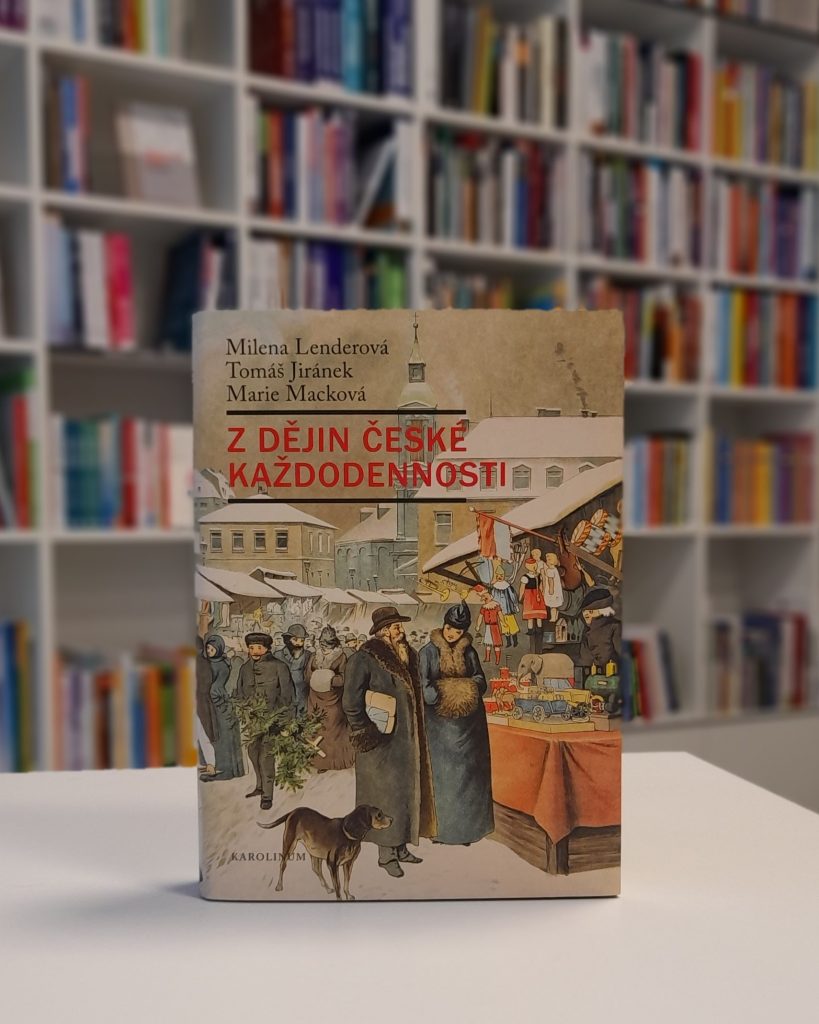 Milena Lenderová
Tomáš Jiránek
Marie Macková
Z DĚJIN ČESKÉ
KAŽDODENNOSTI
KAROLINUM